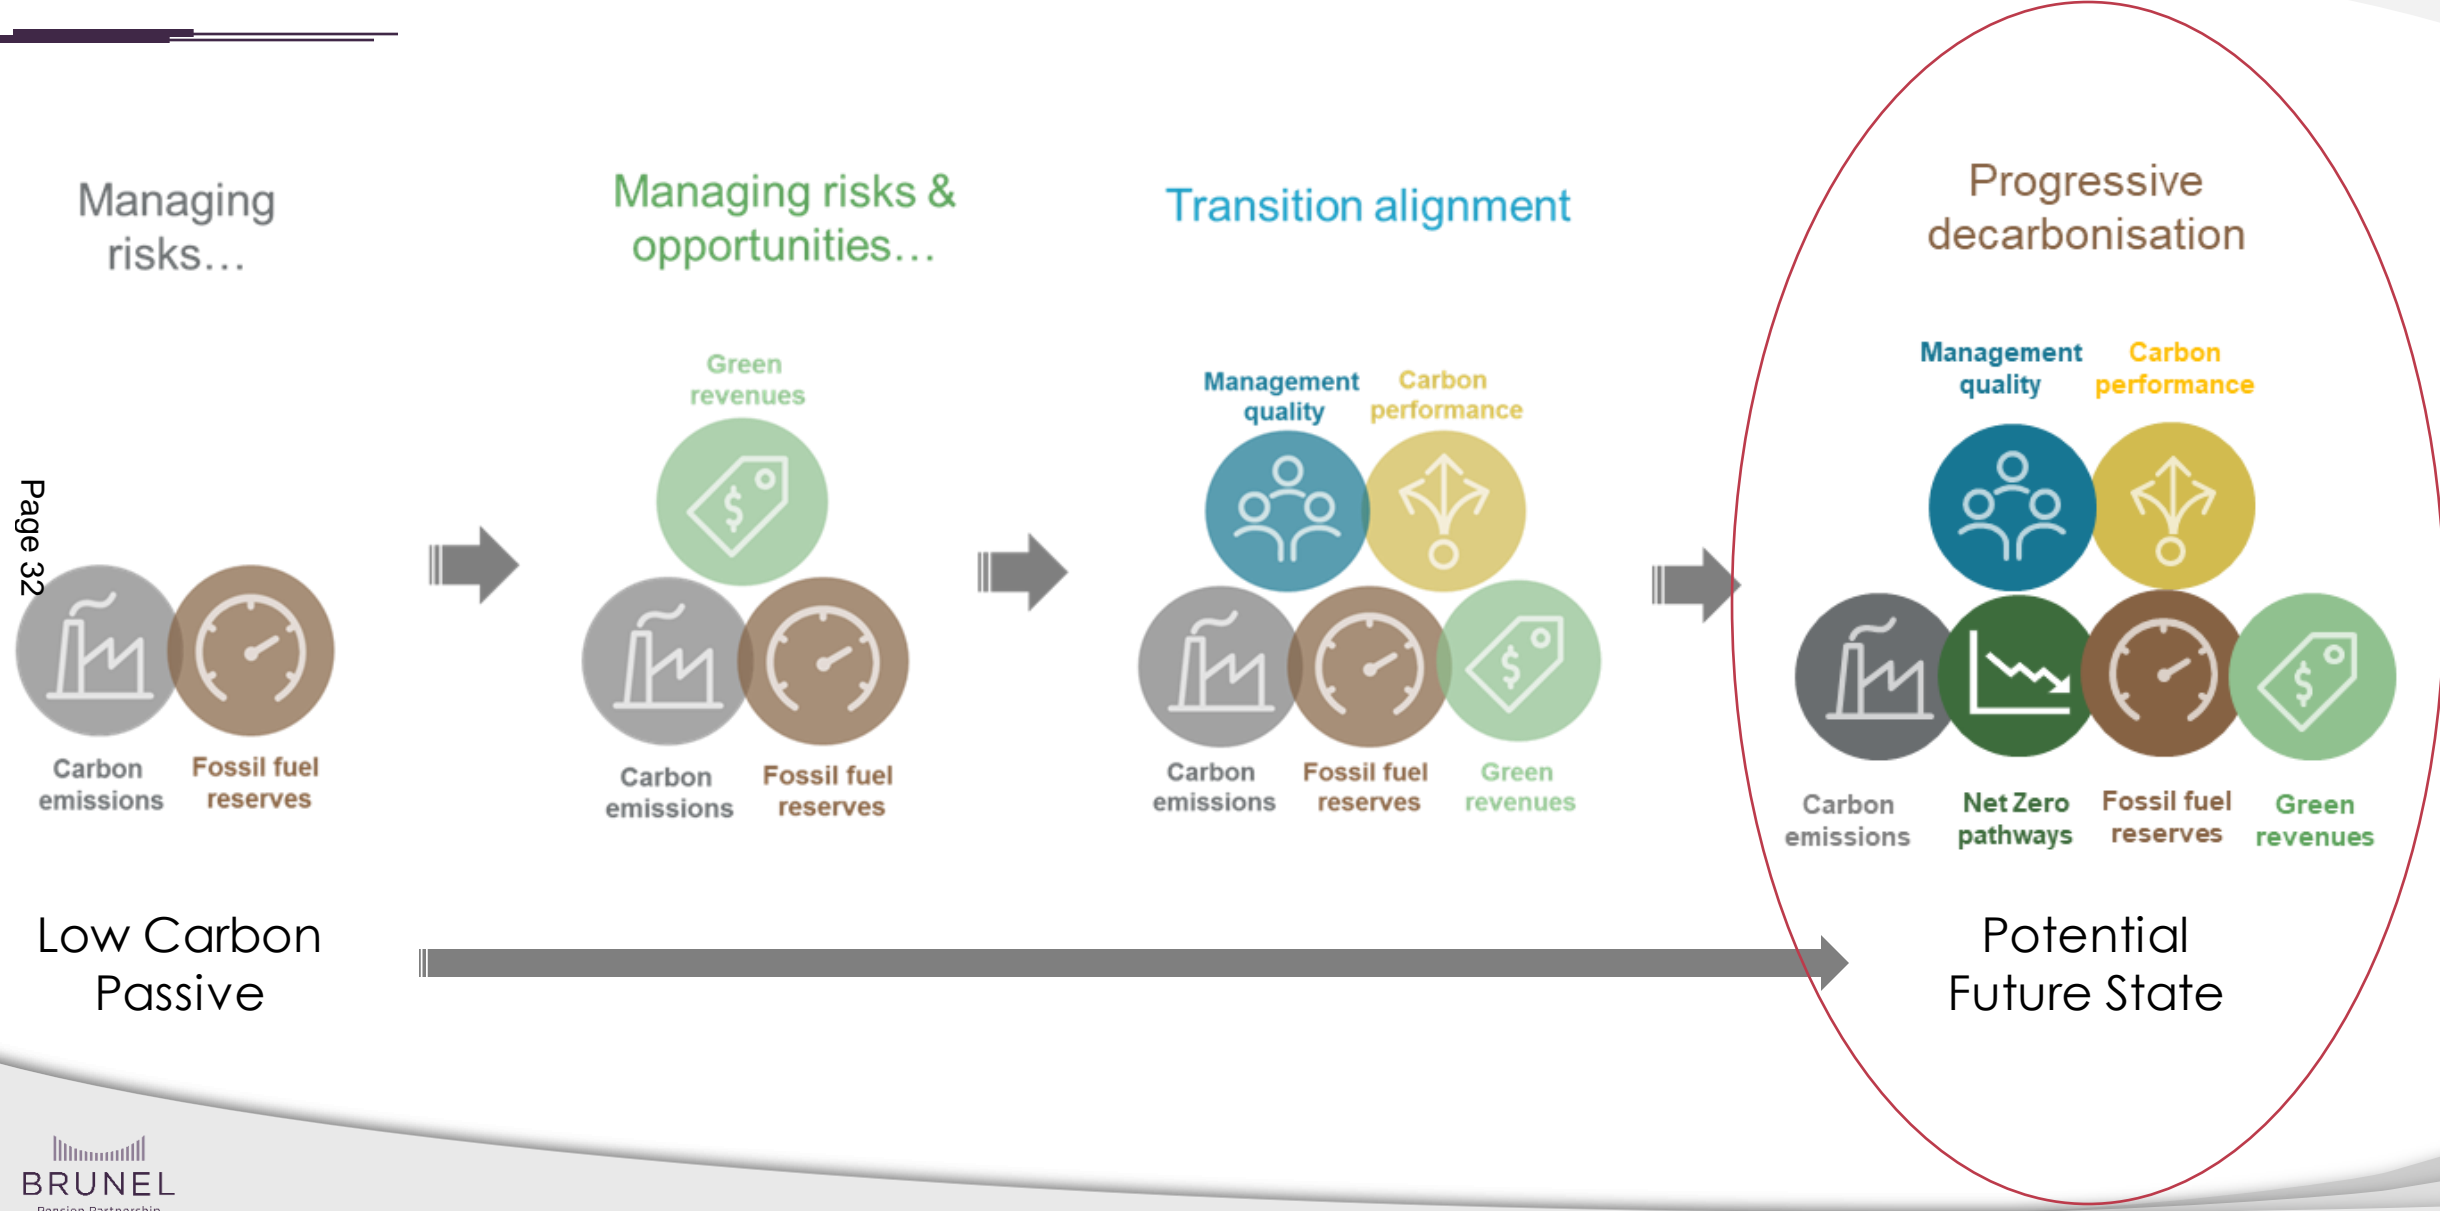 Managing
risks...
Managing risks &
opportunities...
Transition alignment
Progressive
decarbonisation
Green
revenues
Management
quality
Carbon
performance
Management
quality
Carbon
performance
Page 32
Carbon
emissions
Fossil fuel
reserves
Carbon
emissions
Fossil fuel
reserves
Carbon
emissions
Fossil fuel
reserves
Green
revenues
Carbon
emissions
Net Zero
pathways
Fossil fuel
reserves
Green
revenues
Low Carbon
Passive
Potential
Future State
BRUNEL
Pension Partnership